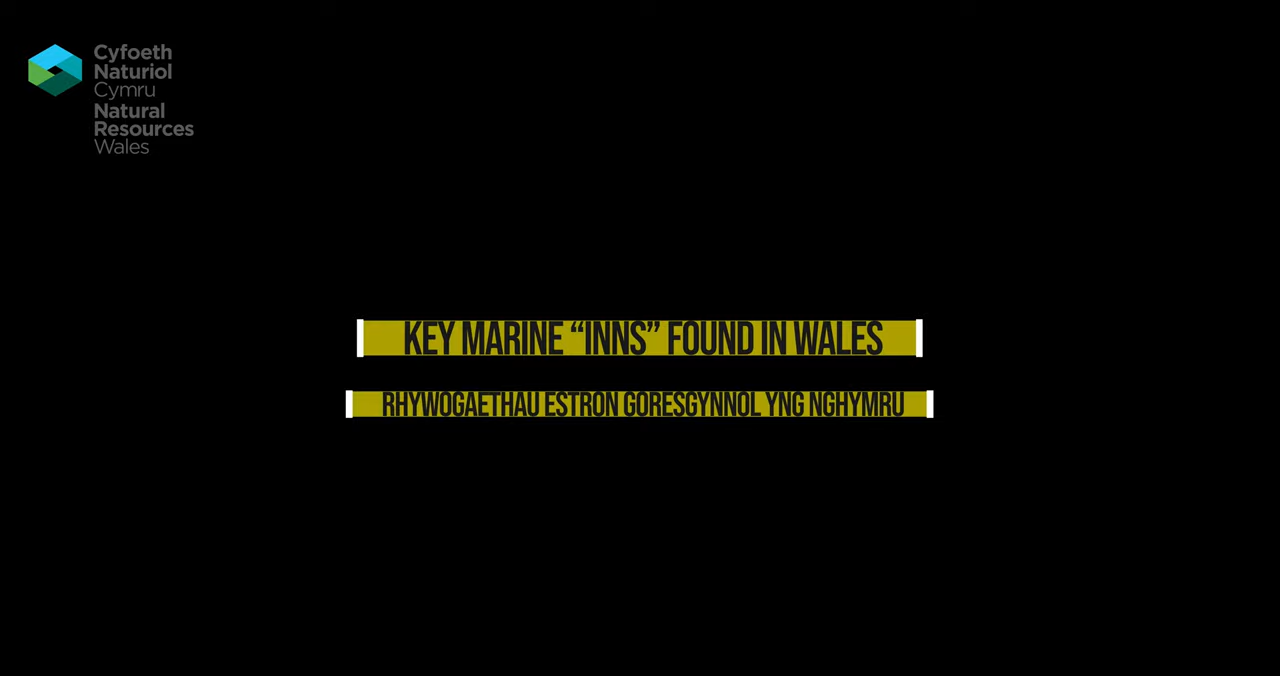 Cyfoeth
Naturiol
Cymru
Natural
Resources
Wales
KEY MARINE “INNS” FOUND IN WALES
RHYWOGAETHAU ESTRON GORESGYNNOL YNG NGHYMRU